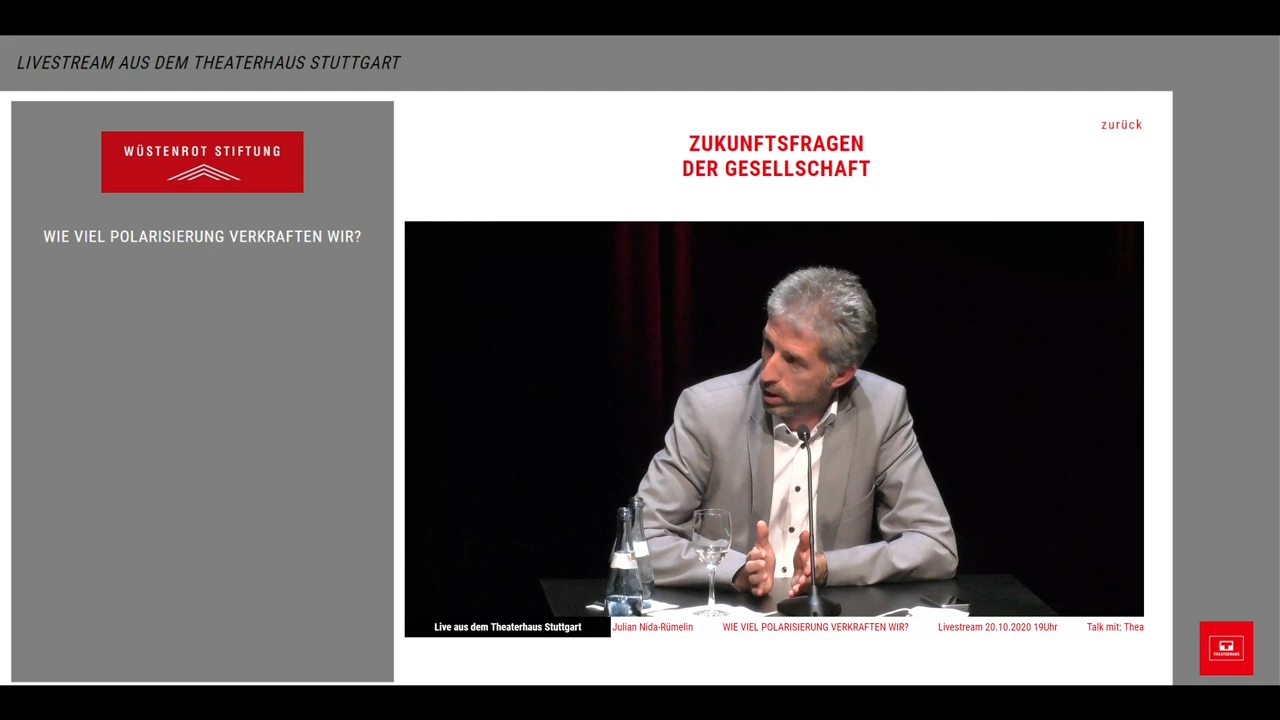 LIVESTREAM AUS DEM THEATERHAUS STUTTGART
WÜSTENROT STIFTUNG
WIE VIEL POLARISIERUNG VERKRAFTEN WIR?
zurück
ZUKUNFTSFRAGEN
DER GESELLSCHAFT
Live aus dem Theaterhaus Stuttgart Julian Nida-Rümelin WIE VIEL POLARISIERUNG VERKRAFTEN WIR? Livestream 20.10.2020 19Uhr Talk mit: Thea
THEATERHAUS